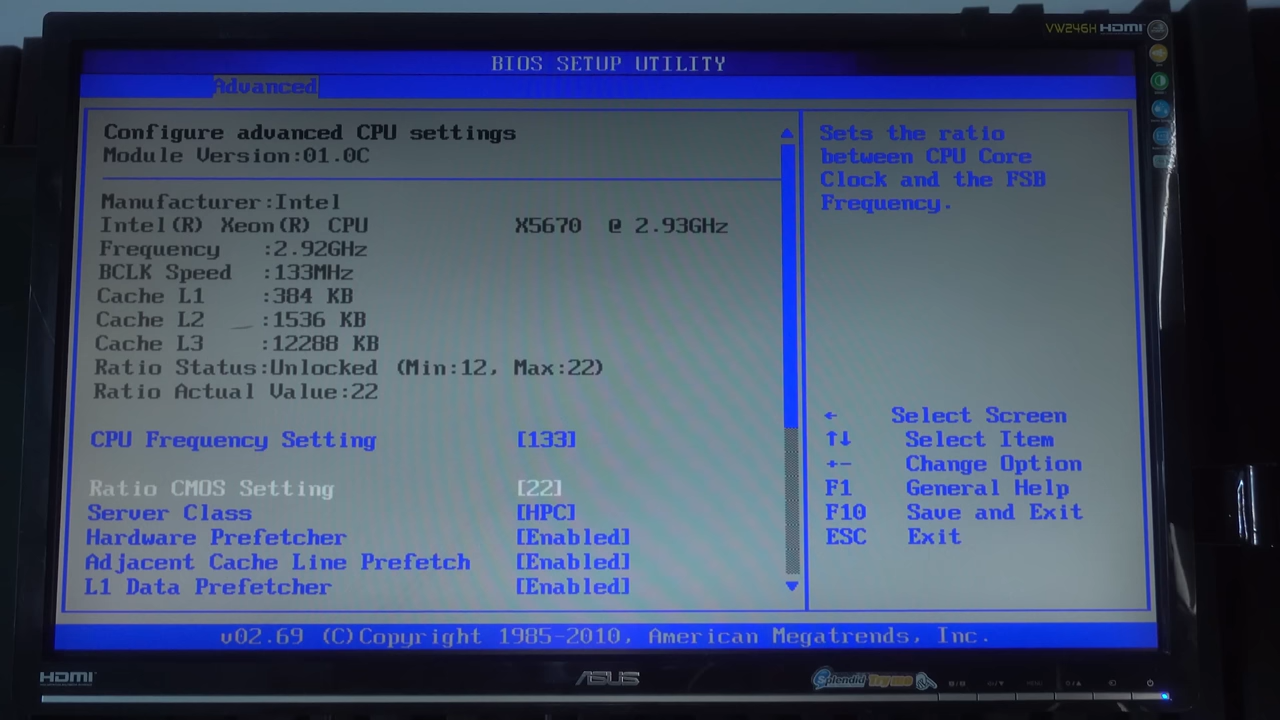 VW246H HDMI
BIOS SETUP UTILITY
Advanced
Configure advanced CPU settings
Module Version:01.0C
Manufacturer:Intel
Intel(R) Xeon(R) CPU X5670 @ 2.93GHz
Frequency :2.92GHz
BCLK Speed :133MHz
Cache L1 :384 KB
Cache L2 :1536 KB
Cache L3 :12288 KB
Ratio Status:Unlocked (Min:12, Max:22)
Ratio Actual Value:22
CPU Frequency Setting [133]
Ratio CMOS Setting [22]
Server Class [HPC]
Hardware Prefetcher [Enabled]
Adjacent Cache Line Prefetch [Enabled]
L1 Data Prefetcher [Enabled]
Sets the ratio
between CPU Core
Clock and the FSB
Frequency.
← Select Screen
↑↓ Select Item
+- Change Option
F1 General Help
F10 Save and Exit
ESC Exit
v02.69 (C)Copyright 1985-2010, American Megatrends, Inc.
HDMI
ASUS
Splendid Try me